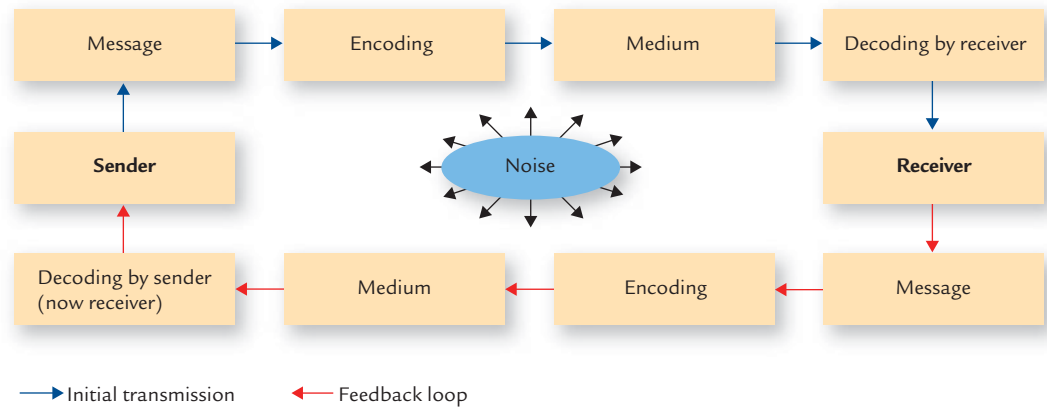 Message
Encoding
Medium
Decoding by receiver
Sender
Noise
Receiver
Decoding by sender
(now receiver)
Medium
Encoding
Message
Initial transmission
Feedback loop